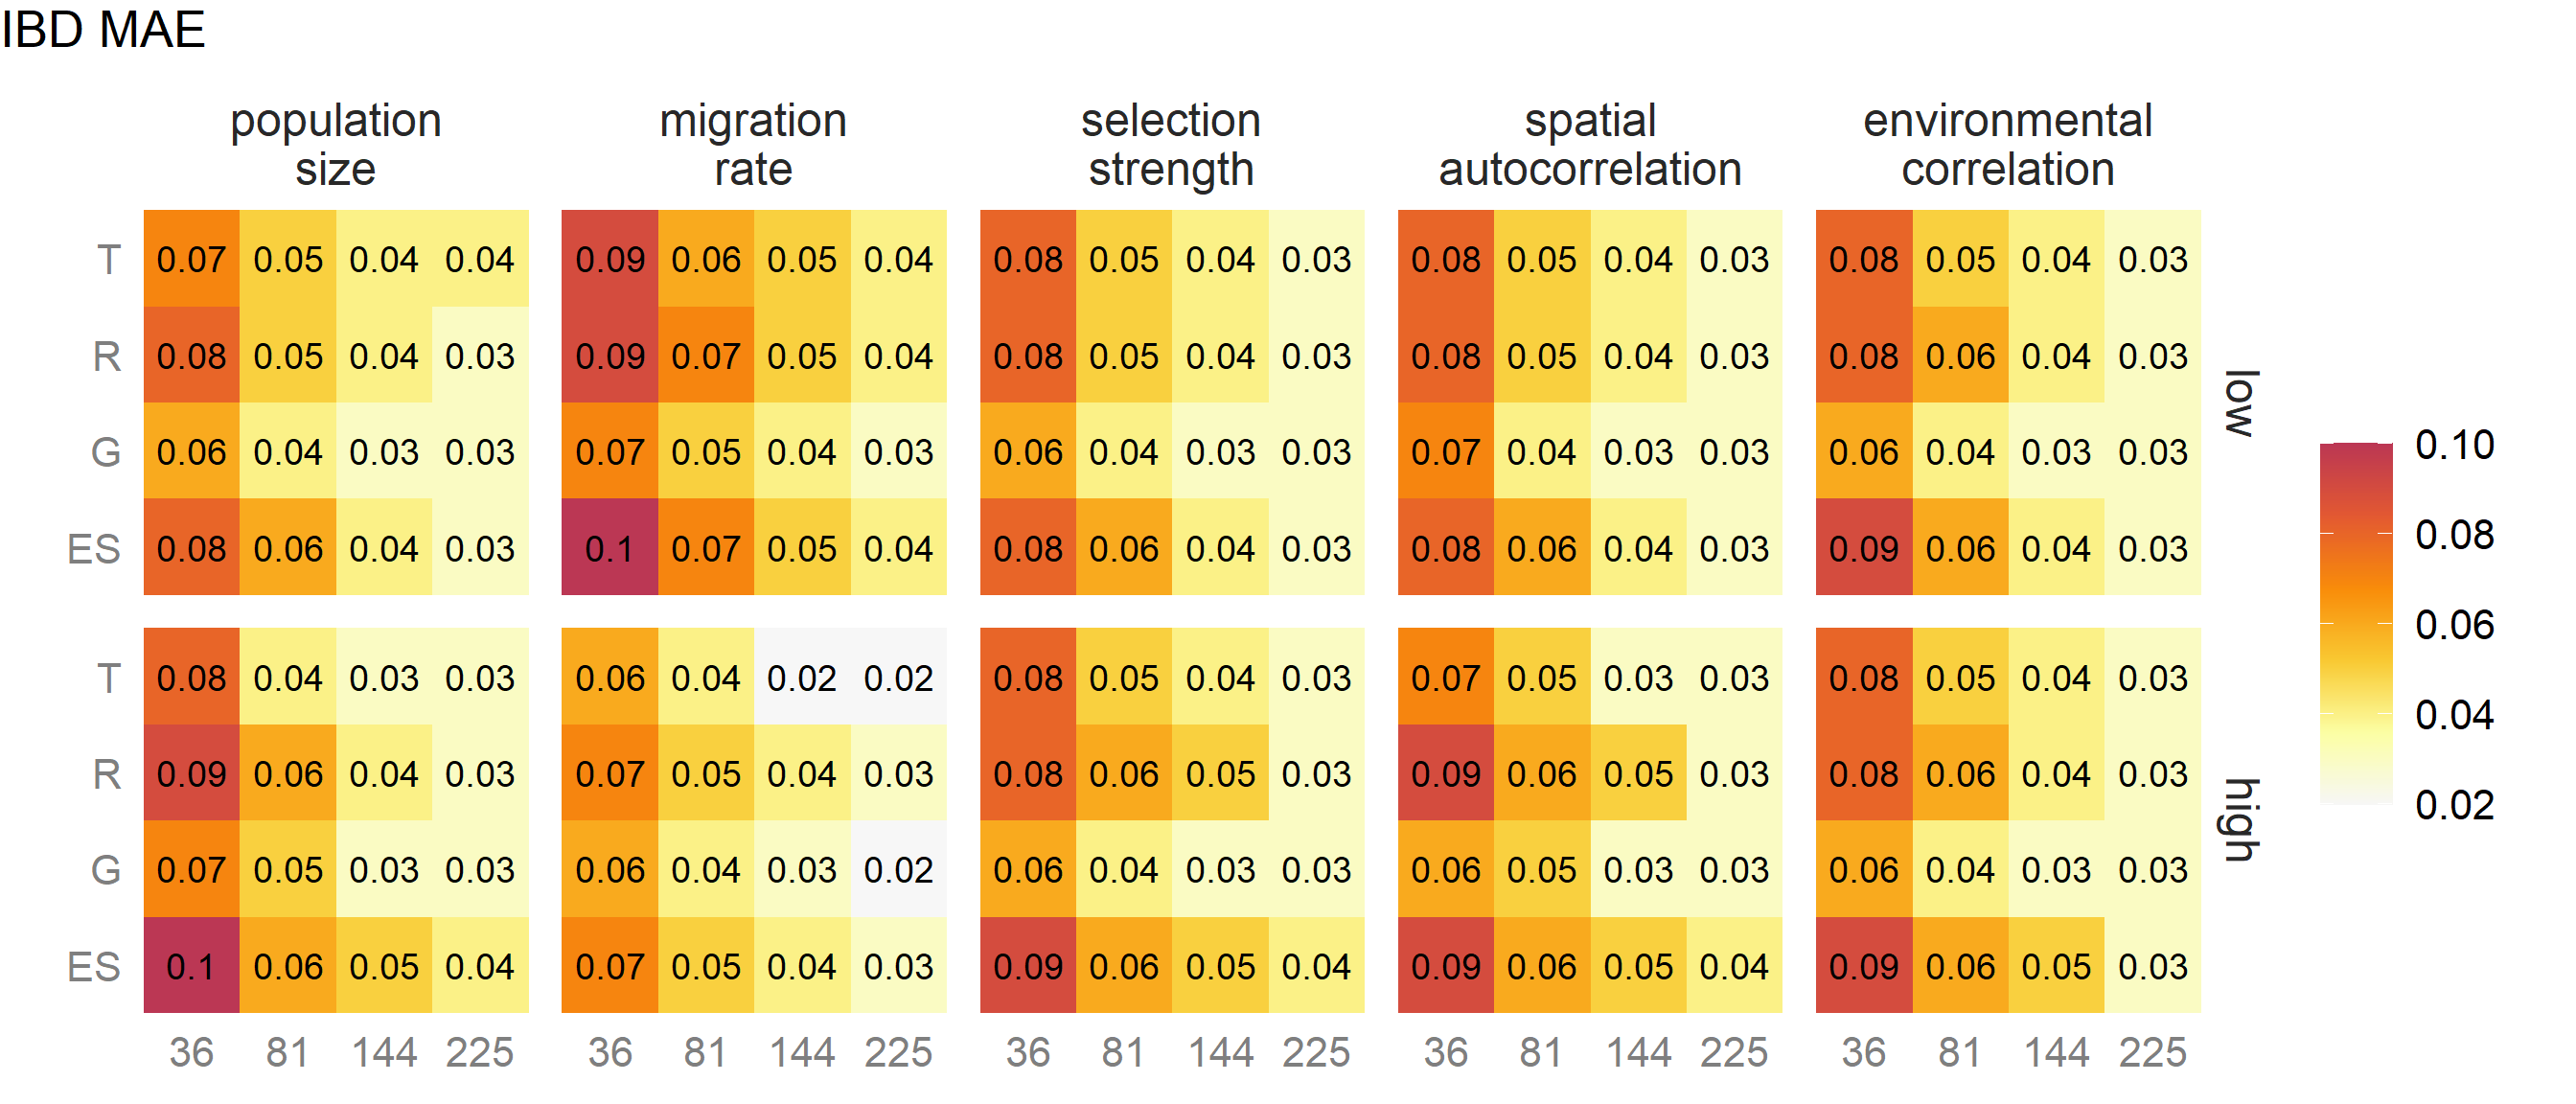 IBD MAE
population size
migration rate
selection strength
spatial autocorrelation
environmental correlation
T 0.07 0.05 0.04 0.04 0.09 0.06 0.05 0.04 0.08 0.05 0.04 0.03 0.08 0.05 0.04 0.03 0.08 0.05 0.04 0.03
R 0.08 0.05 0.04 0.03 0.09 0.07 0.05 0.04 0.08 0.05 0.04 0.03 0.08 0.05 0.04 0.03 0.08 0.06 0.04 0.03
G 0.06 0.04 0.03 0.03 0.07 0.05 0.04 0.03 0.06 0.04 0.03 0.03 0.07 0.04 0.03 0.03 0.06 0.04 0.03 0.03
ES 0.08 0.06 0.04 0.03 0.1 0.07 0.05 0.04 0.08 0.06 0.04 0.03 0.08 0.06 0.04 0.03 0.09 0.06 0.04 0.03
low
T 0.08 0.04 0.03 0.03 0.06 0.04 0.02 0.02 0.08 0.05 0.04 0.03 0.07 0.05 0.03 0.03 0.08 0.05 0.04 0.03
R 0.09 0.06 0.04 0.03 0.07 0.05 0.04 0.03 0.08 0.06 0.05 0.03 0.09 0.06 0.05 0.03 0.08 0.06 0.04 0.03
G 0.07 0.05 0.03 0.03 0.06 0.04 0.03 0.02 0.06 0.04 0.03 0.03 0.06 0.05 0.03 0.03 0.06 0.04 0.03 0.03
ES 0.1 0.06 0.05 0.04 0.07 0.05 0.04 0.03 0.09 0.06 0.05 0.04 0.09 0.06 0.05 0.04 0.09 0.06 0.05 0.03
high
36 81 144 225 36 81 144 225 36 81 144 225 36 81 144 225 36 81 144 225
0.10
0.08
0.06
0.04
0.02